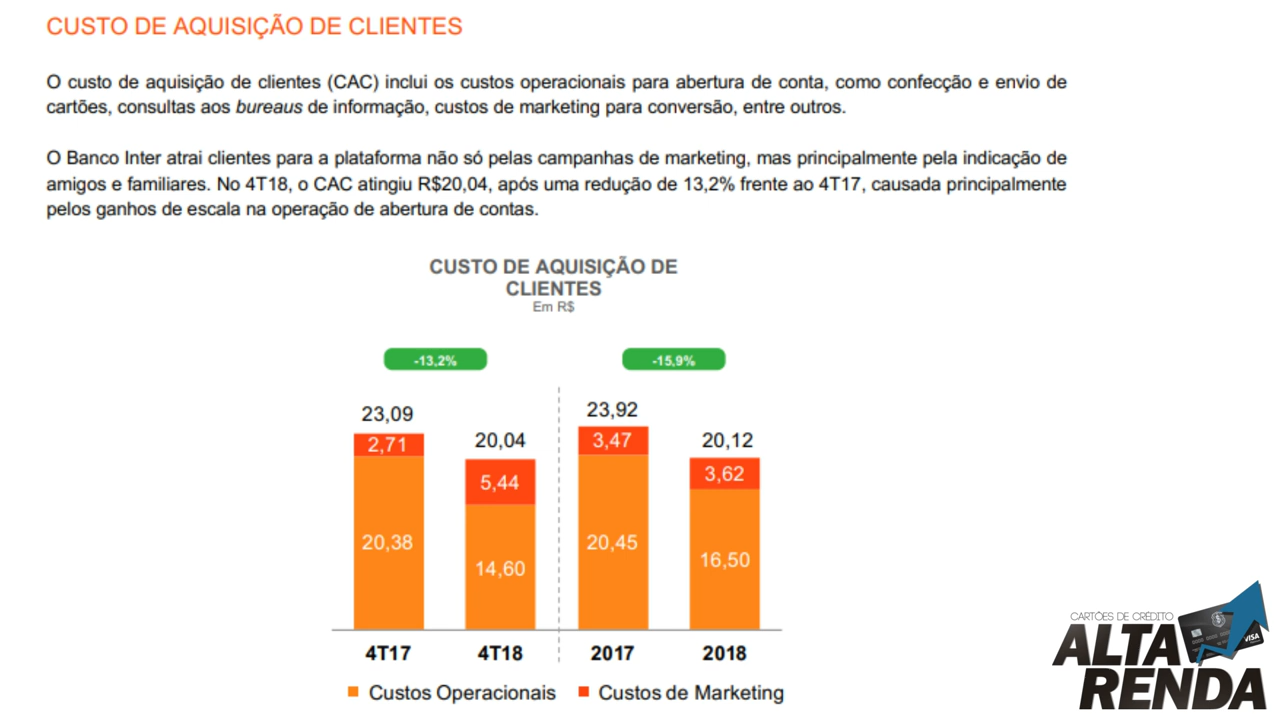 CUSTO DE AQUISIÇÃO DE CLIENTES
O custo de aquisição de clientes (CAC) inclui os custos operacionais para abertura de conta, como confecção e envio de
cartões, consultas aos bureaus de informação, custos de marketing para conversão, entre outros.
O Banco Inter atrai clientes para a plataforma não só pelas campanhas de marketing, mas principalmente pela indicação de
amigos e familiares. No 4T18, o CAC atingiu R$20,04, após uma redução de 13,2% frente ao 4T17, causada principalmente
pelos ganhos de escala na operação de abertura de contas.
CUSTO DE AQUISIÇÃO DE
CLIENTES
Em R$
-13,2% -15,9%
23,09 20,04 23,92 20,12
2,71 5,44 3,47 3,62
20,38 14,60 20,45 16,50
4T17 4T18 2017 2018
Custos Operacionais Custos de Marketing
CARTÕES DE CRÉDITO
ALTA
RENDA
VISA